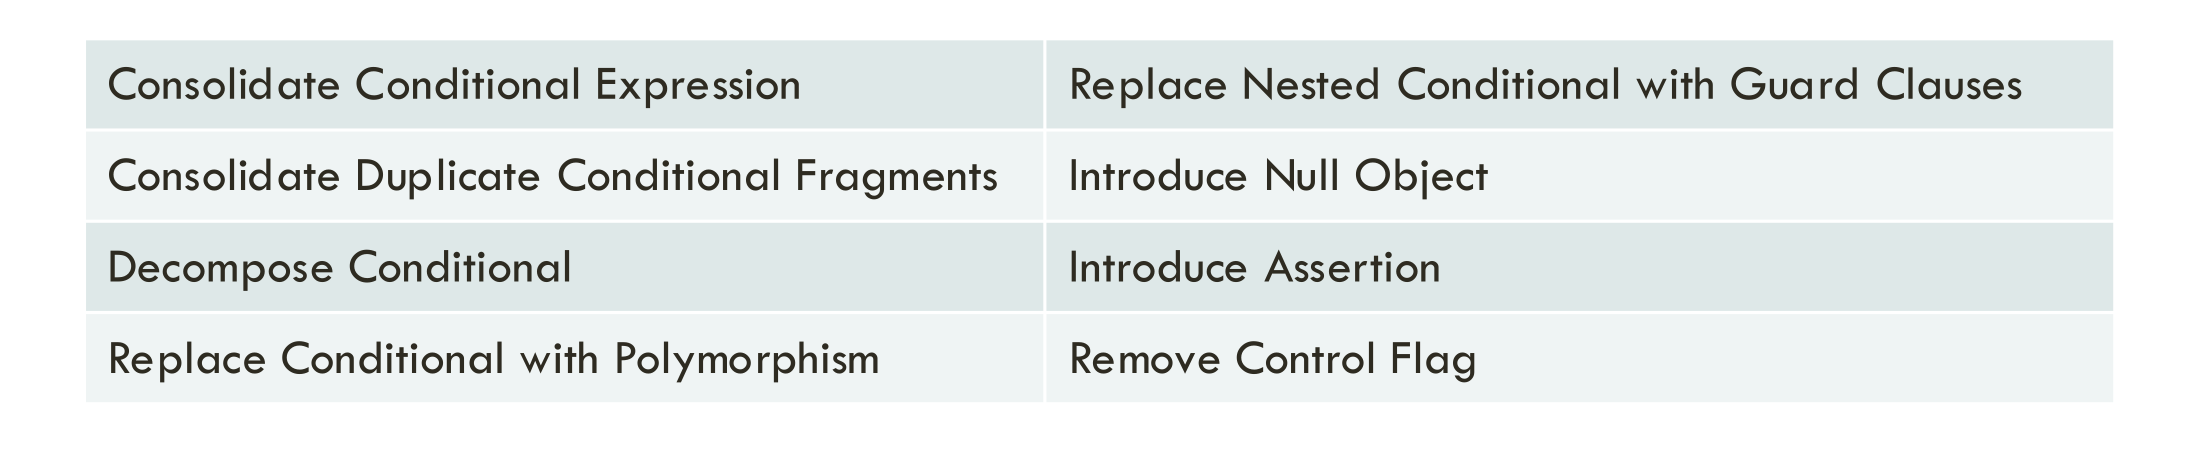 Consolidate Conditional Expression
Replace Nested Conditional with Guard Clauses
Consolidate Duplicate Conditional Fragments
Introduce Null Object
Decompose Conditional
Introduce Assertion
Replace Conditional with Polymorphism
Remove Control Flag